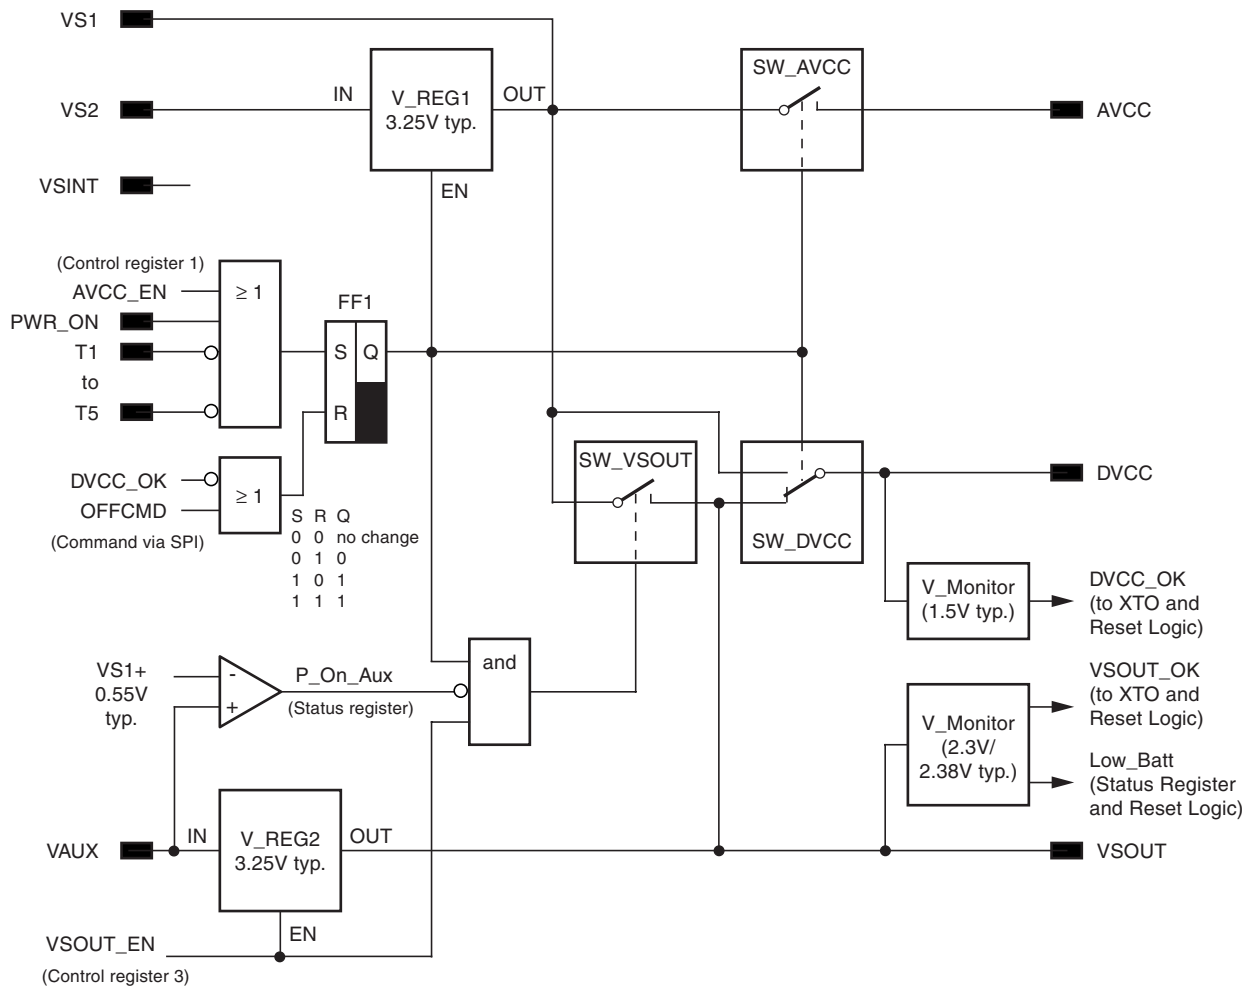 VS1
SW_AVCC
VS2
IN
V_REG1
3.25V typ.
OUT
AVCC
VSINT
EN
(Control register 1)
AVCC_EN
≥ 1
PWR_ON
FF1
T1
S
Q
to
T5
R
DVCC_OK
≥ 1
OFFCMD
(Command via SPI)
SW_VSOUT
DVCC
SW_DVCC
S R Q
0 0 no change
0 1 0
1 0 1
1 1 1
V_Monitor
(1.5V typ.)
DVCC_OK
(to XTO and
Reset Logic)
and
VS1+
0.55V
typ.
-
+
P_On_Aux
(Status register)
VSOUT_OK
(to XTO and
Reset Logic)
V_Monitor
(2.3V/
2.38V typ.)
Low_Batt
(Status Register
and Reset Logic)
VAUX
IN
V_REG2
3.25V typ.
OUT
VSOUT
EN
VSOUT_EN
(Control register 3)